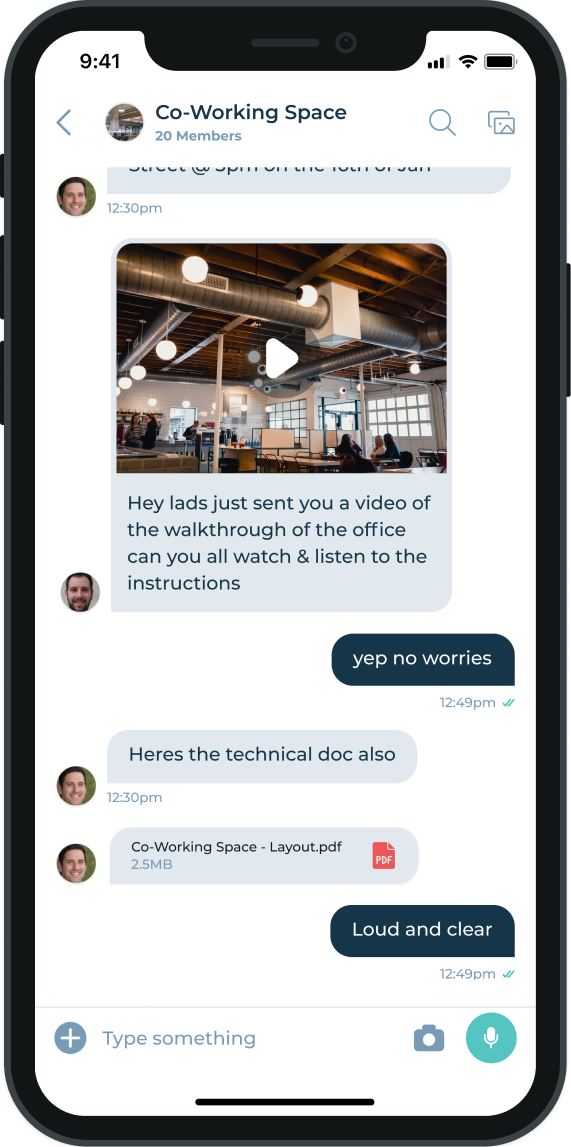 9:41
Co-Working Space
20 Members
Street @ 3pm on the 16th of Jan
12:30pm
Hey lads just sent you a video of
the walkthrough of the office
can you all watch & listen to the
instructions
yep no worries
12:49pm
Heres the technical doc also
12:30pm
Co-Working Space - Layout.pdf
2.5MB
PDF
Loud and clear
12:49pm
Type something